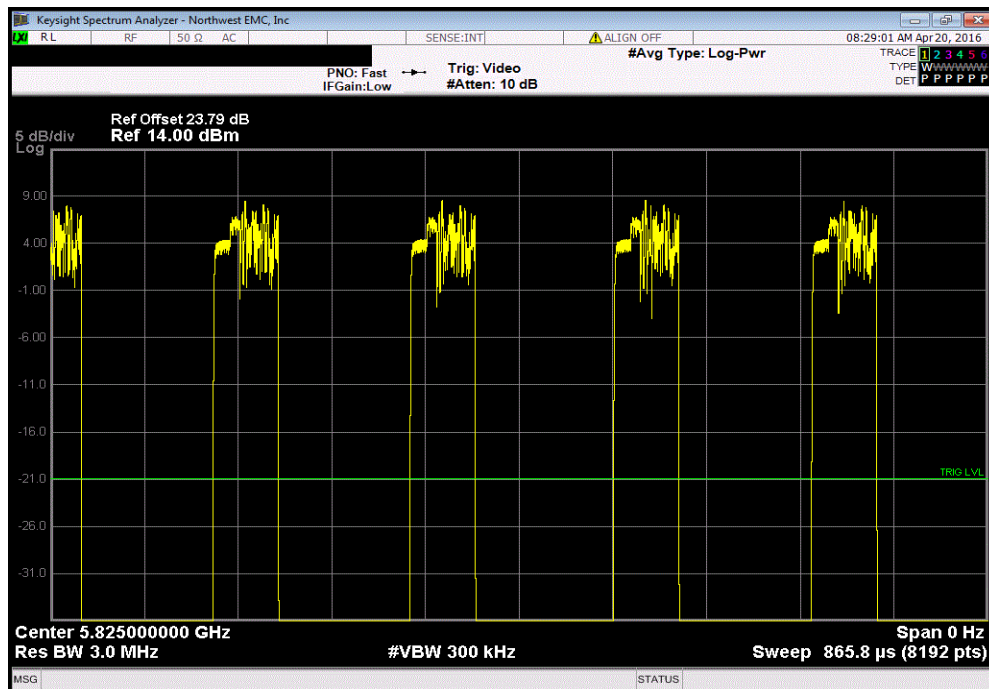 Keysight Spectrum Analyzer - Northwest EMC, Inc
LXI RL RF 50 Ω AC SENSE:INT ALIGN OFF 08:29:01 AM Apr 20, 2016
#Avg Type: Log-Pwr TRACE 1 2 3 4 5 6
PNO: Fast Trig: Video TYPE WWWWWW
IFGain:Low #Atten: 10 dB DET P P P P P P
Ref Offset 23.79 dB
5 dB/div Ref 14.00 dBm
Log
9.00
4.00
-1.00
-6.00
-11.0
-16.0
-21.0 TRIG LVL
-26.0
-31.0
Center 5.825000000 GHz Span 0 Hz
Res BW 3.0 MHz #VBW 300 kHz Sweep 865.8 µs (8192 pts)
MSG STATUS